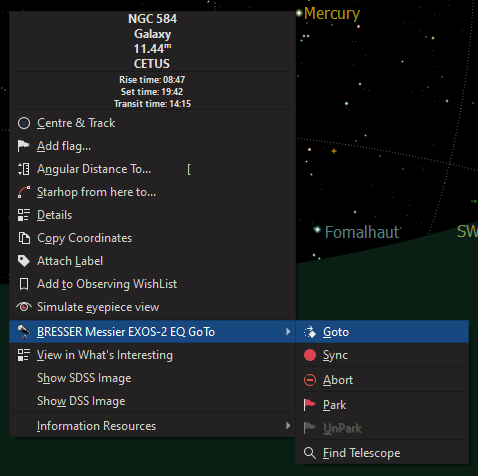 Mercury
NGC 584
Galaxy
11.44m
CETUS
Rise time: 08:47
Set time: 19:42
Transit time: 14:15
Centre & Track
Add flag...
Angular Distance To... [
Starhop from here to...
Details
Copy Coordinates
Attach Label
Add to Observing WishList
Simulate eyepiece view
BRESSER Messier EXOS-2 EQ GoTo
View in What's Interesting
Show SDSS Image
Show DSS Image
Information Resources
Fomalhaut
SW
Goto
Sync
Abort
Park
UnPark
Find Telescope